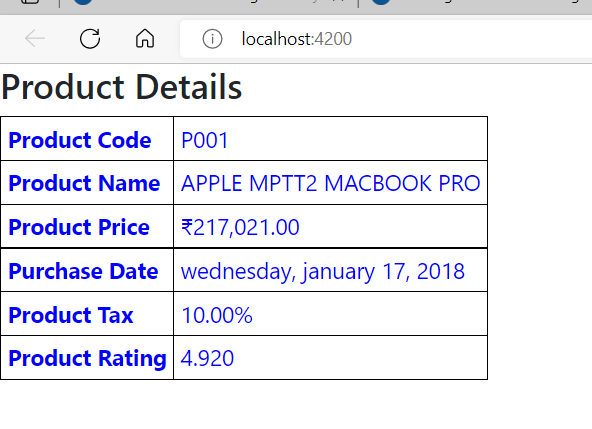 localhost:4200
Product Details
Product Code P001
Product Name APPLE MPTT2 MACBOOK PRO
Product Price ₹217,021.00
Purchase Date wednesday, january 17, 2018
Product Tax 10.00%
Product Rating 4.920